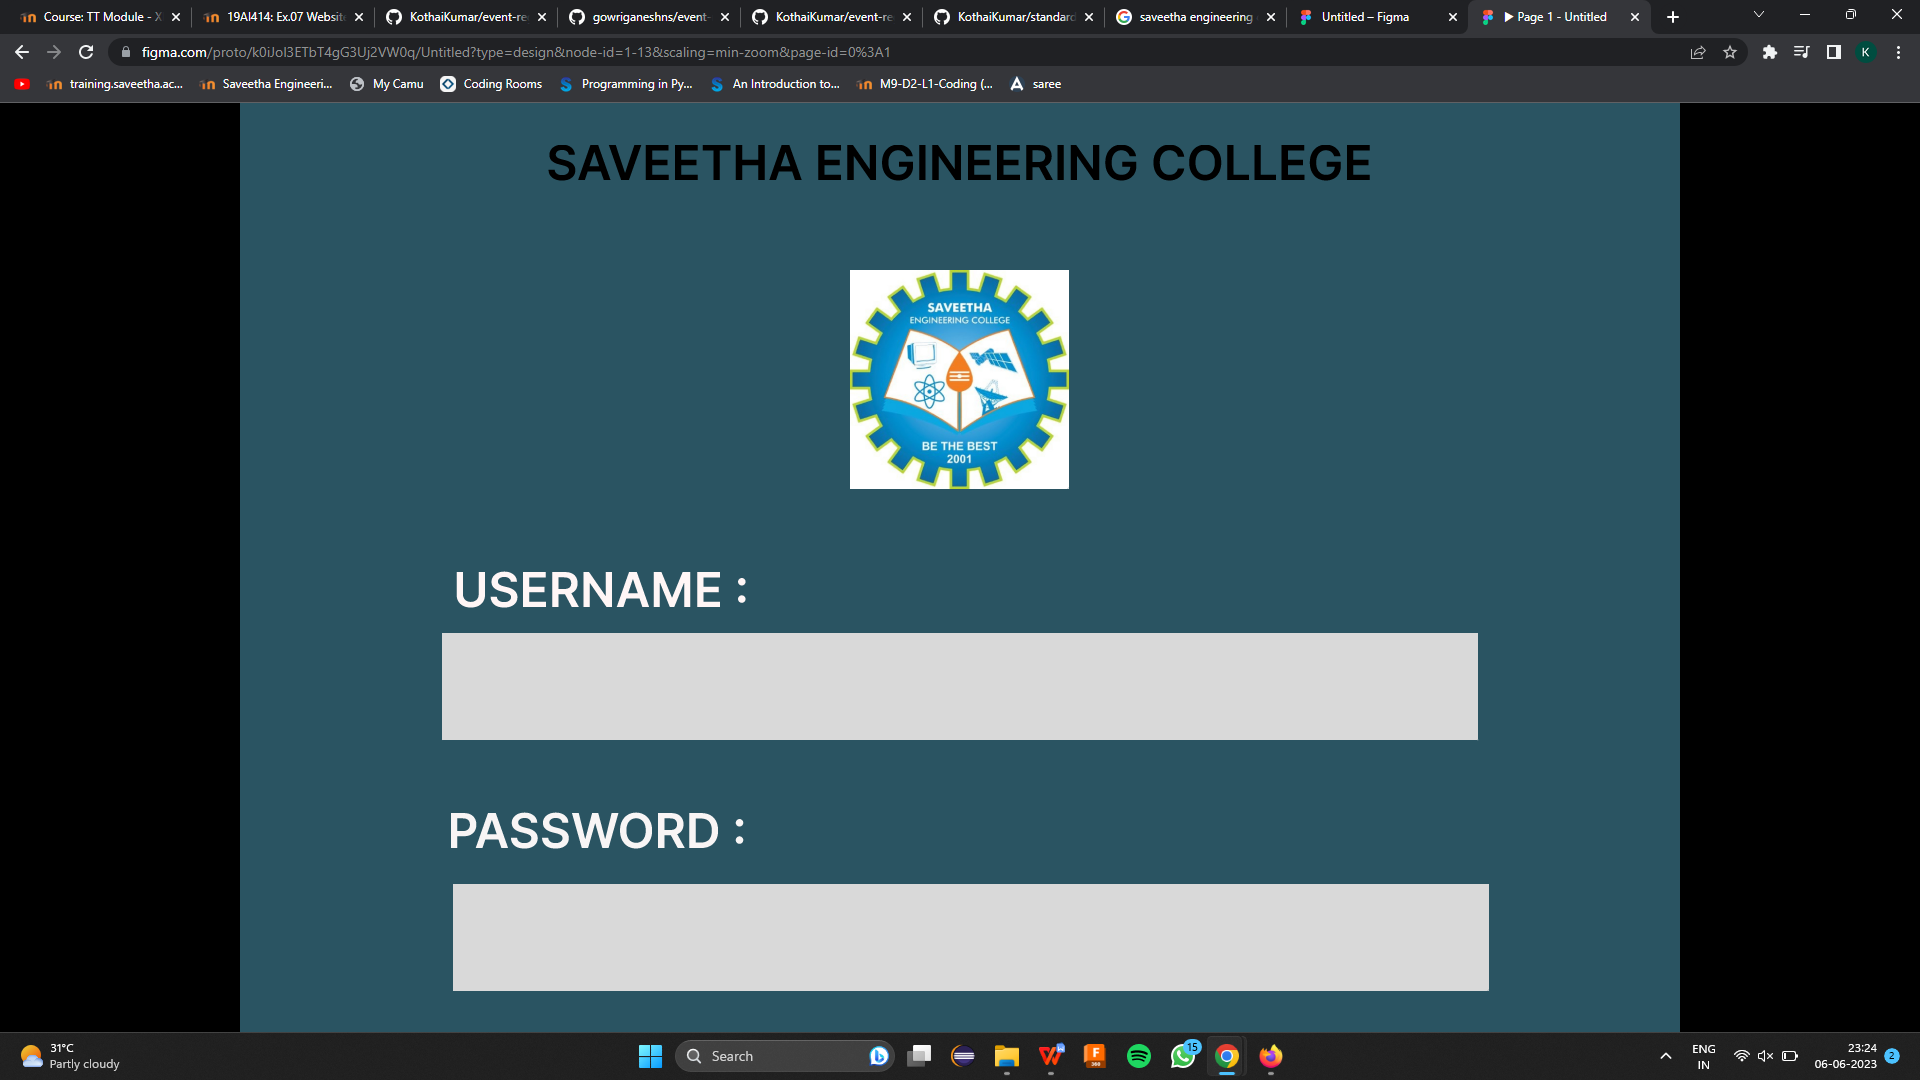 Course: TT Module - X
19AI414: Ex.07 Website
KothaiKumar/event-re
gowriganeshns/event-
KothaiKumar/event-re
KothaiKumar/standard
saveetha engineering
Untitled – Figma
Page 1 - Untitled
figma.com/proto/k0iJol3ETbT4gG3Uj2VW0q/Untitled?type=design&node-id=1-13&scaling=min-zoom&page-id=0%3A1
K
training.saveetha.ac...
Saveetha Engineeri...
My Camu
Coding Rooms
Programming in Py...
An Introduction to...
M9-D2-L1-Coding (...
saree
SAVEETHA ENGINEERING COLLEGE
SAVEETHA
ENGINEERING COLLEGE
BE THE BEST
2001
USERNAME :
PASSWORD :
31°C
Partly cloudy
Search
15
ENG
IN
23:24
06-06-2023
2